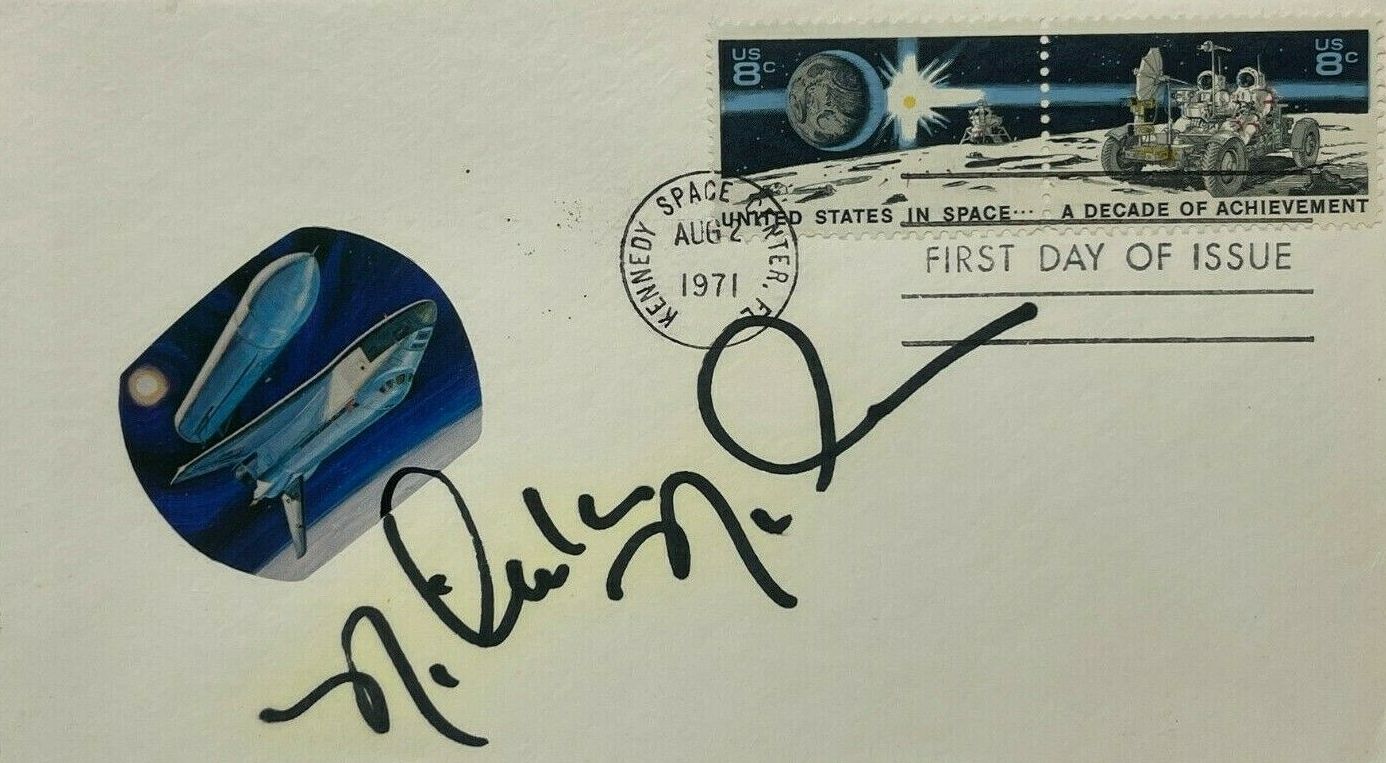 US
8c
US
8c
UNITED STATES IN SPACE... A DECADE OF ACHIEVEMENT
KENNEDY SPACE CENTER, FL
AUG 2
1971
FIRST DAY OF ISSUE